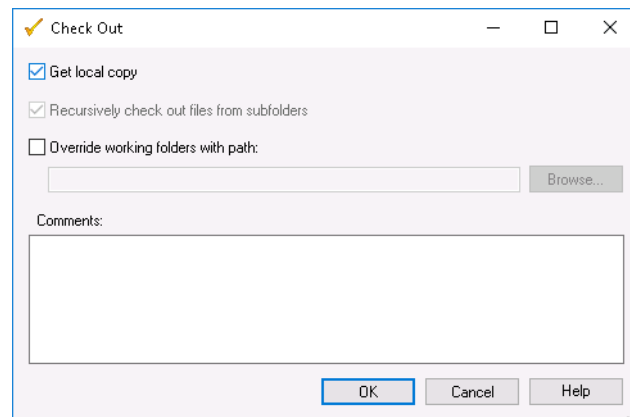 Check Out
Get local copy
Recursively check out files from subfolders
Override working folders with path:
Browse...
Comments:
OK Cancel Help